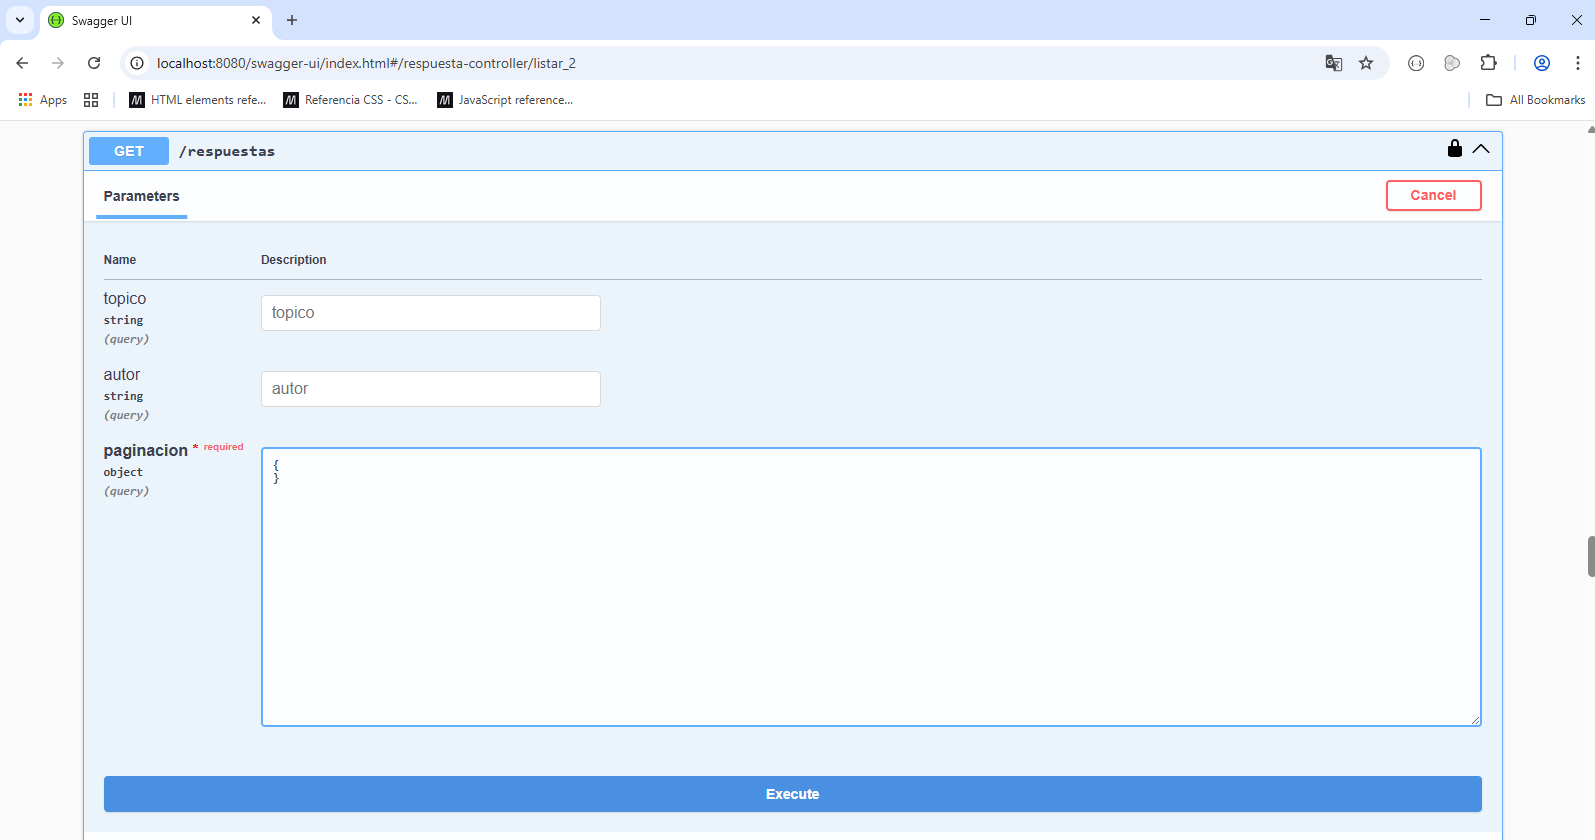 Swagger UI
localhost:8080/swagger-ui/index.html#/respuesta-controller/listar_2
Apps
HTML elements refe...
Referencia CSS - CS...
JavaScript reference...
All Bookmarks
GET /respuestas
Parameters
Cancel
Name Description
topico
string
(query)
topico
autor
string
(query)
autor
paginacion * required
object
(query)
{
}
Execute